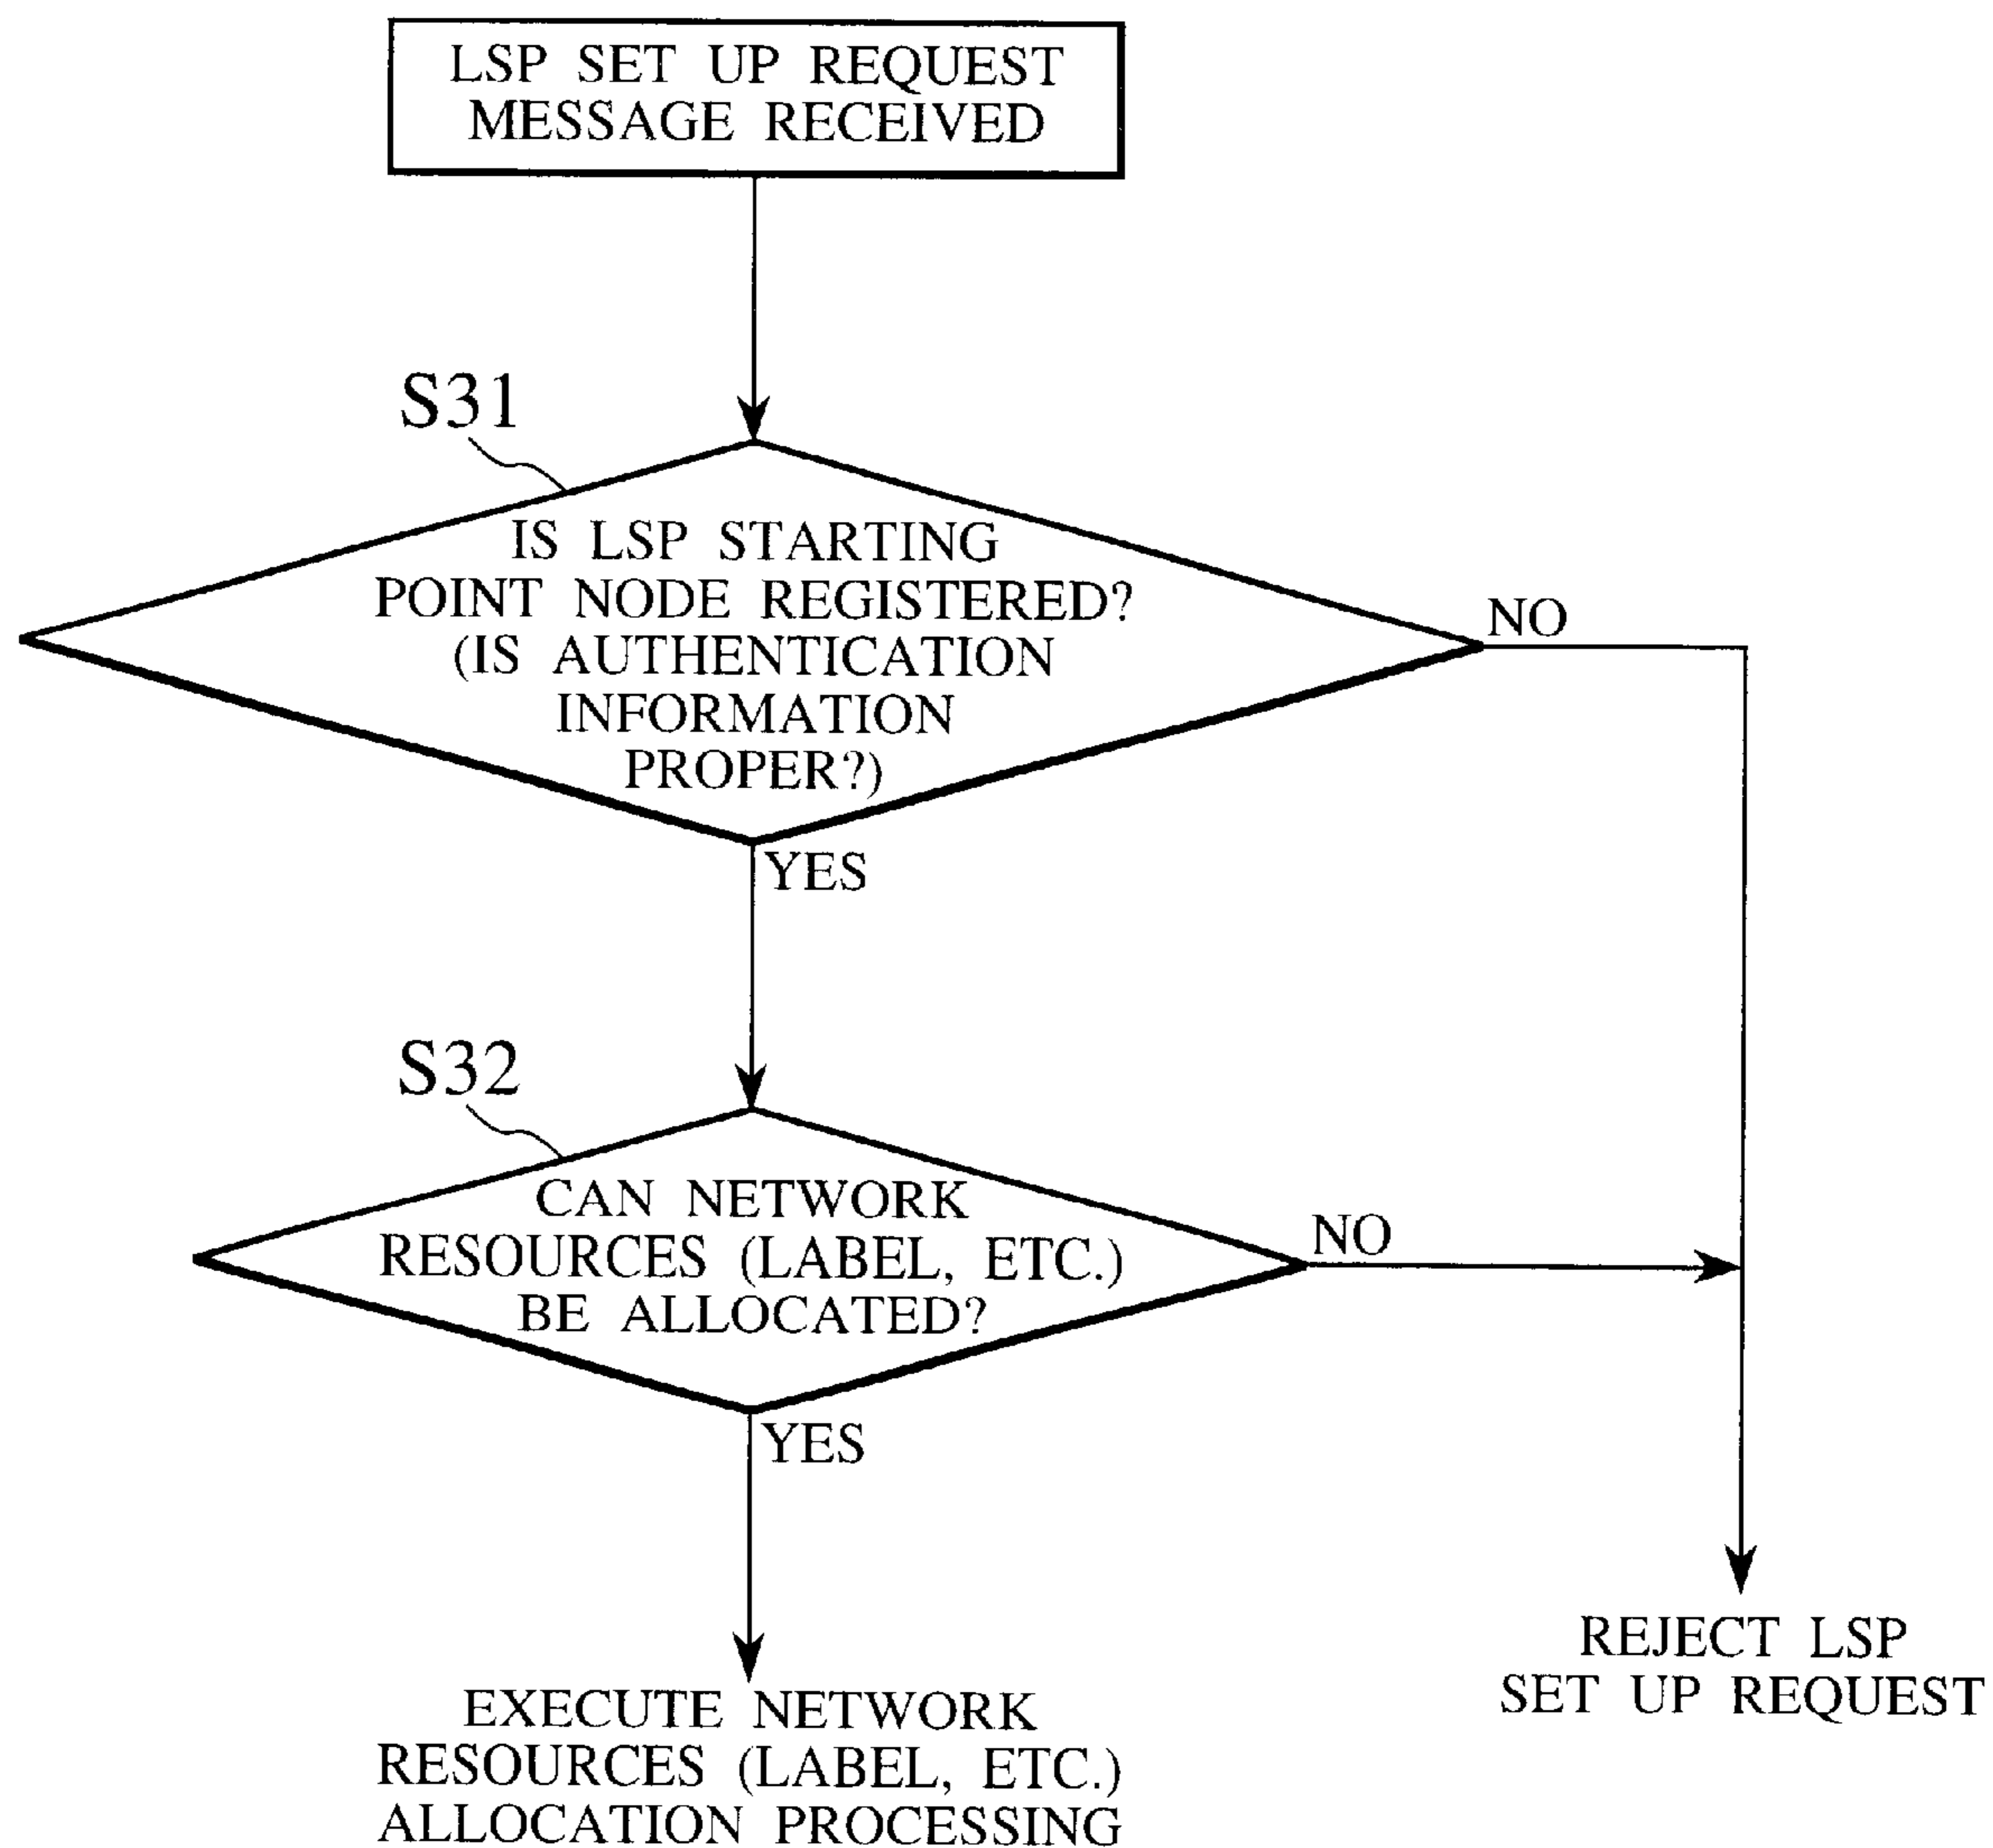 LSP SET UP REQUEST
MESSAGE RECEIVED
S31
IS LSP STARTING
POINT NODE REGISTERED?
(IS AUTHENTICATION
INFORMATION
PROPER?)
NO
YES
S32
CAN NETWORK
RESOURCES (LABEL, ETC.)
BE ALLOCATED?
NO
YES
REJECT LSP
SET UP REQUEST
EXECUTE NETWORK
RESOURCES (LABEL, ETC.)
ALLOCATION PROCESSING